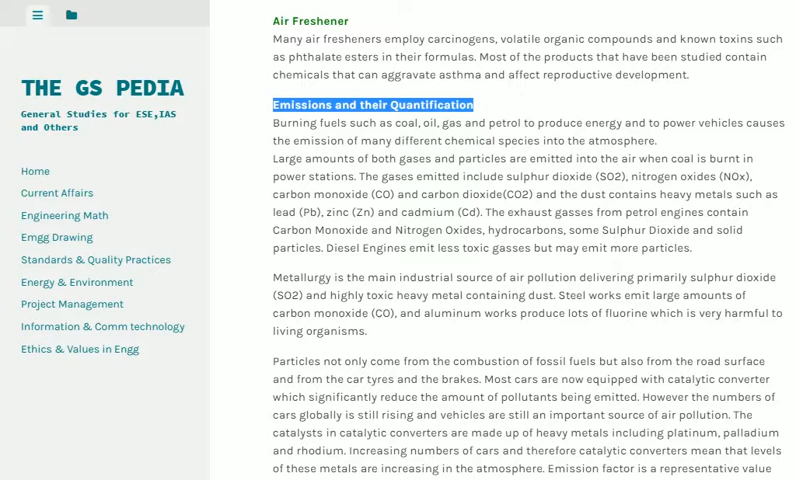 THE GS PEDIA
General Studies for ESE,IAS
and Others
Home
Current Affairs
Engineering Math
Emgg Drawing
Standards & Quality Practices
Energy & Environment
Project Management
Information & Comm technology
Ethics & Values in Engg
Air Freshener
Many air fresheners employ carcinogens, volatile organic compounds and known toxins such
as phthalate esters in their formulas. Most of the products that have been studied contain
chemicals that can aggravate asthma and affect reproductive development.
Emissions and their Quantification
Burning fuels such as coal, oil, gas and petrol to produce energy and to power vehicles causes
the emission of many different chemical species into the atmosphere.
Large amounts of both gases and particles are emitted into the air when coal is burnt in
power stations. The gases emitted include sulphur dioxide (SO2), nitrogen oxides (NOx),
carbon monoxide (CO) and carbon dioxide(CO2) and the dust contains heavy metals such as
lead (Pb), zinc (Zn) and cadmium (Cd). The exhaust gasses from petrol engines contain
Carbon Monoxide and Nitrogen Oxides, hydrocarbons, some Sulphur Dioxide and solid
particles. Diesel Engines emit less toxic gasses but may emit more particles.
Metallurgy is the main industrial source of air pollution delivering primarily sulphur dioxide
(SO2) and highly toxic heavy metal containing dust. Steel works emit large amounts of
carbon monoxide (CO), and aluminum works produce lots of fluorine which is very harmful to
living organisms.
Particles not only come from the combustion of fossil fuels but also from the road surface
and from the car tyres and the brakes. Most cars are now equipped with catalytic converter
which significantly reduce the amount of pollutants being emitted. However the numbers of
cars globally is still rising and vehicles are still an important source of air pollution. The
catalysts in catalytic converters are made up of heavy metals including platinum, palladium
and rhodium. Increasing numbers of cars and therefore catalytic converters mean that levels
of these metals are increasing in the atmosphere. Emission factor is a representative value